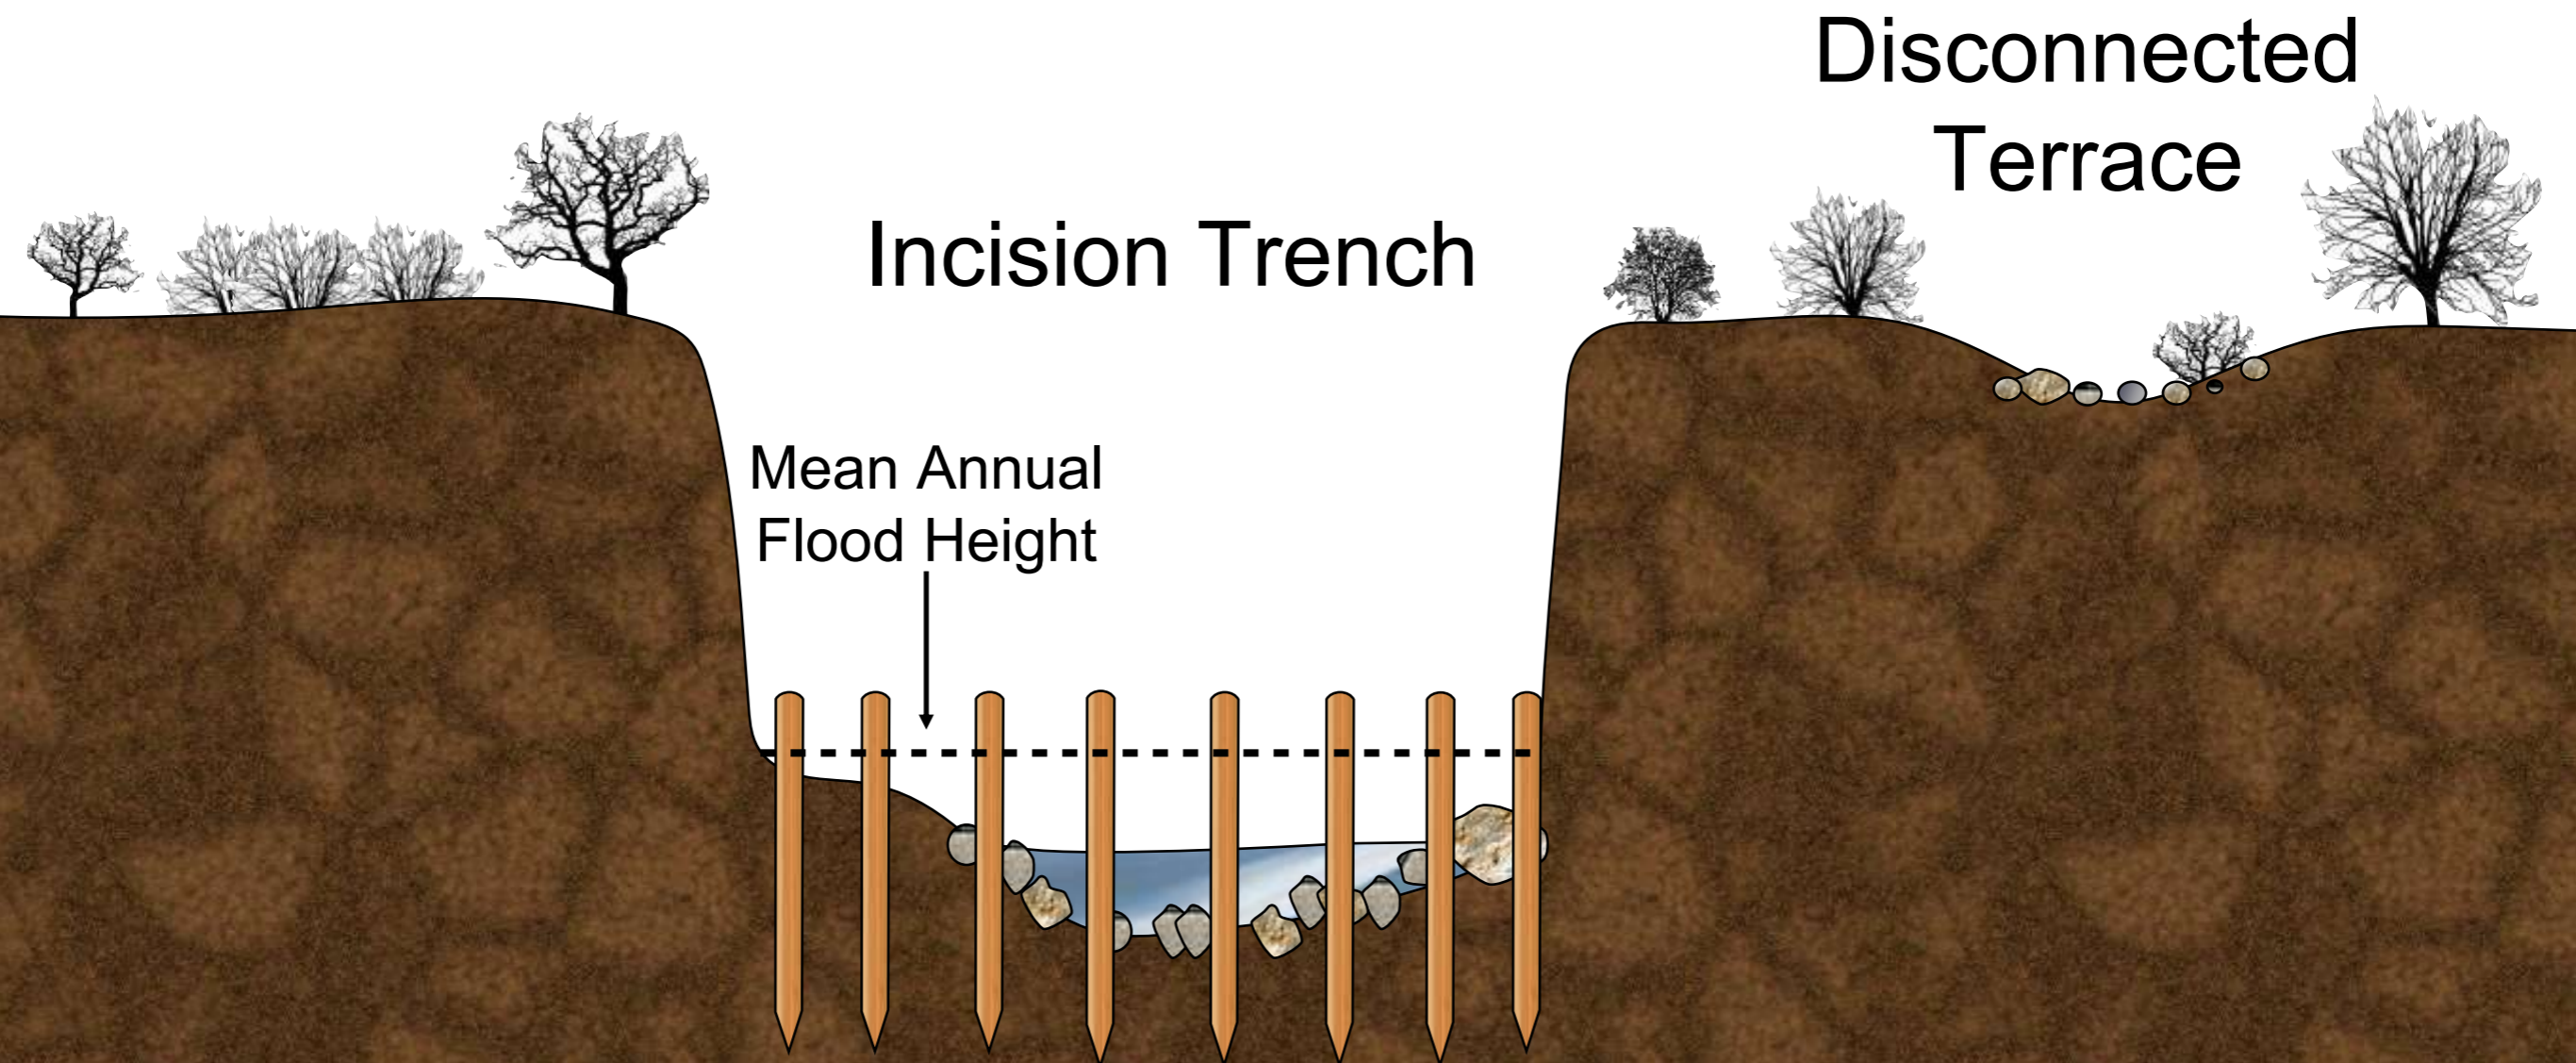 Disconnected
Terrace
Incision Trench
Mean Annual
Flood Height